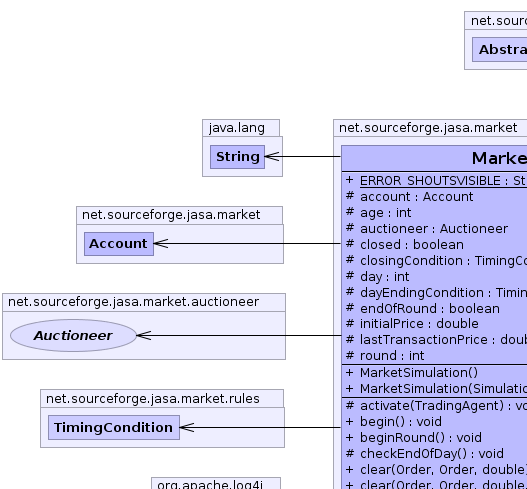 net.sour
Abstra
java.lang
String
net.sourceforge.jasa.market
Account
net.sourceforge.jasa.market.auctioneer
Auctioneer
net.sourceforge.jasa.market.rules
TimingCondition
org.apache.log4j
net.sourceforge.jasa.market
Marke
+ ERROR_SHOUTSVISIBLE : St
# account : Account
# age : int
# auctioneer : Auctioneer
# closed : boolean
# closingCondition : TimingCo
# day : int
# dayEndingCondition : Timin
# endOfRound : boolean
# initialPrice : double
# lastTransactionPrice : doub
# round : int
+ MarketSimulation()
+ MarketSimulation(Simulatio
# activate(TradingAgent) : vo
+ begin() : void
+ beginRound() : void
# checkEndOfDay() : void
+ clear(Order, Order, double)
+ clear(Order, Order, double,